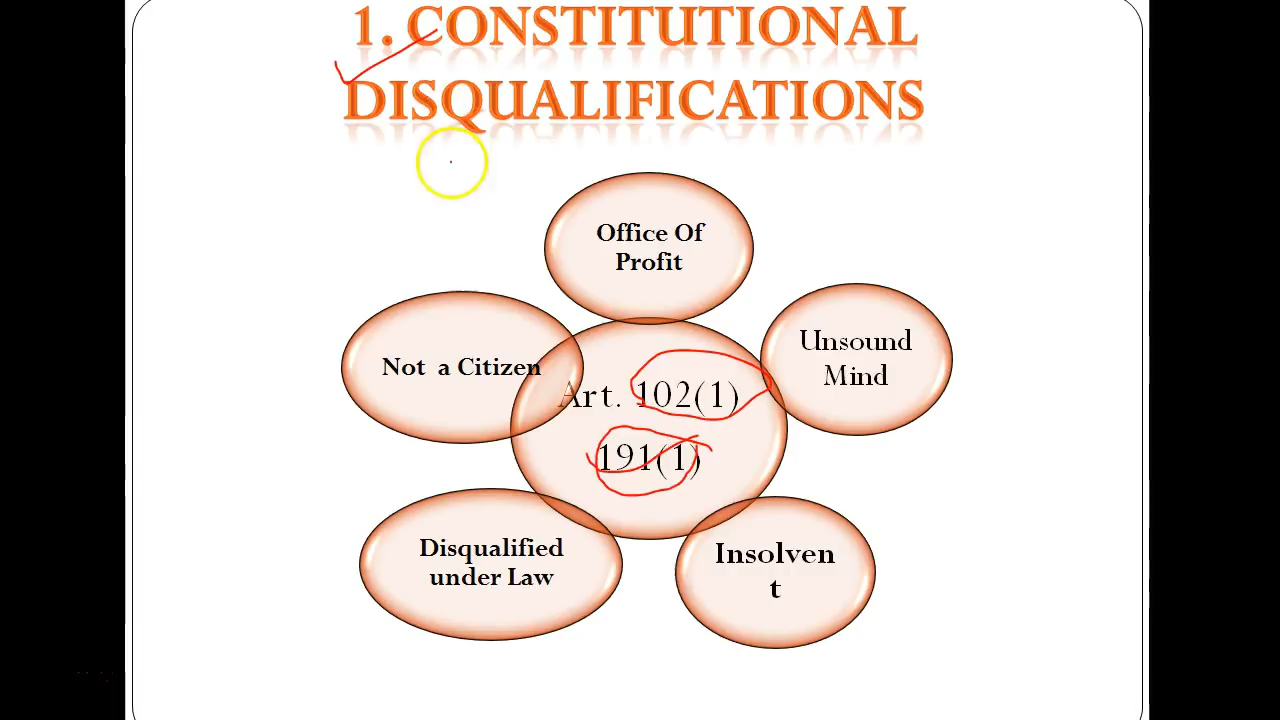 1. CONSTITUTIONAL
DISQUALIFICATIONS
Office Of
Profit
Unsound
Mind
Not a Citizen
Art. 102(1)
191(1)
Disqualified
under Law
Insolven
t